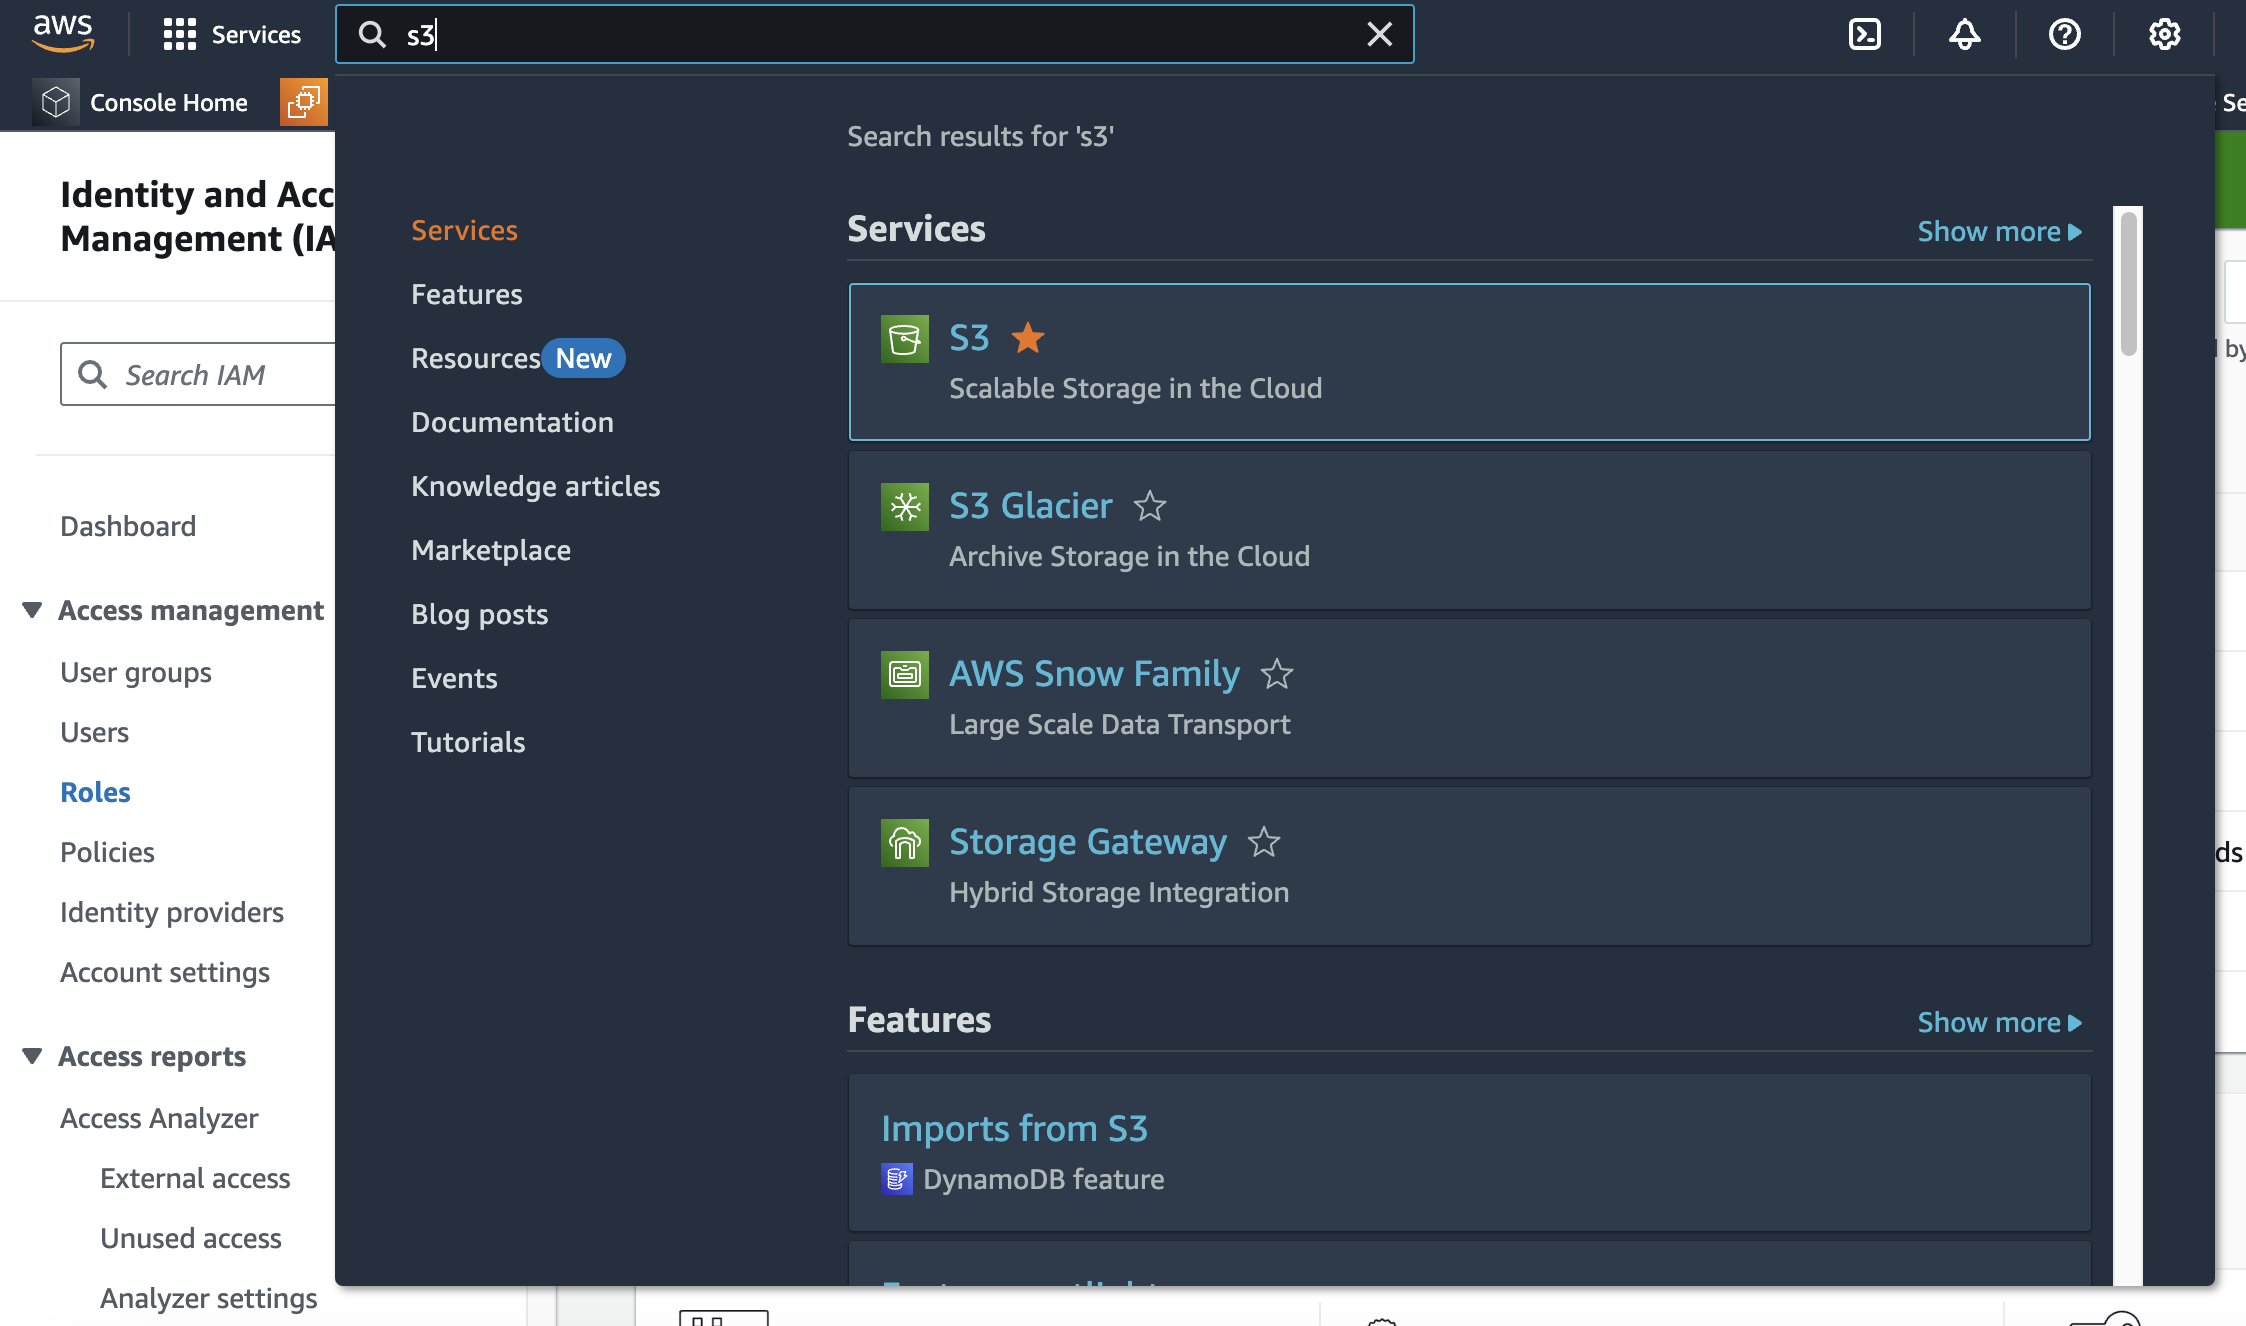 aws
Services
s3
Console Home
Se
Identity and Acc
Management (IA
Search IAM
Dashboard
Access management
User groups
Users
Roles
Policies
Identity providers
Account settings
Access reports
Access Analyzer
External access
Unused access
Analyzer settings
Search results for 's3'
Services
Features
Resources New
Documentation
Knowledge articles
Marketplace
Blog posts
Events
Tutorials
Services
Show more
S3
Scalable Storage in the Cloud
S3 Glacier
Archive Storage in the Cloud
AWS Snow Family
Large Scale Data Transport
Storage Gateway
Hybrid Storage Integration
Features
Show more
Imports from S3
DynamoDB feature
by
ds